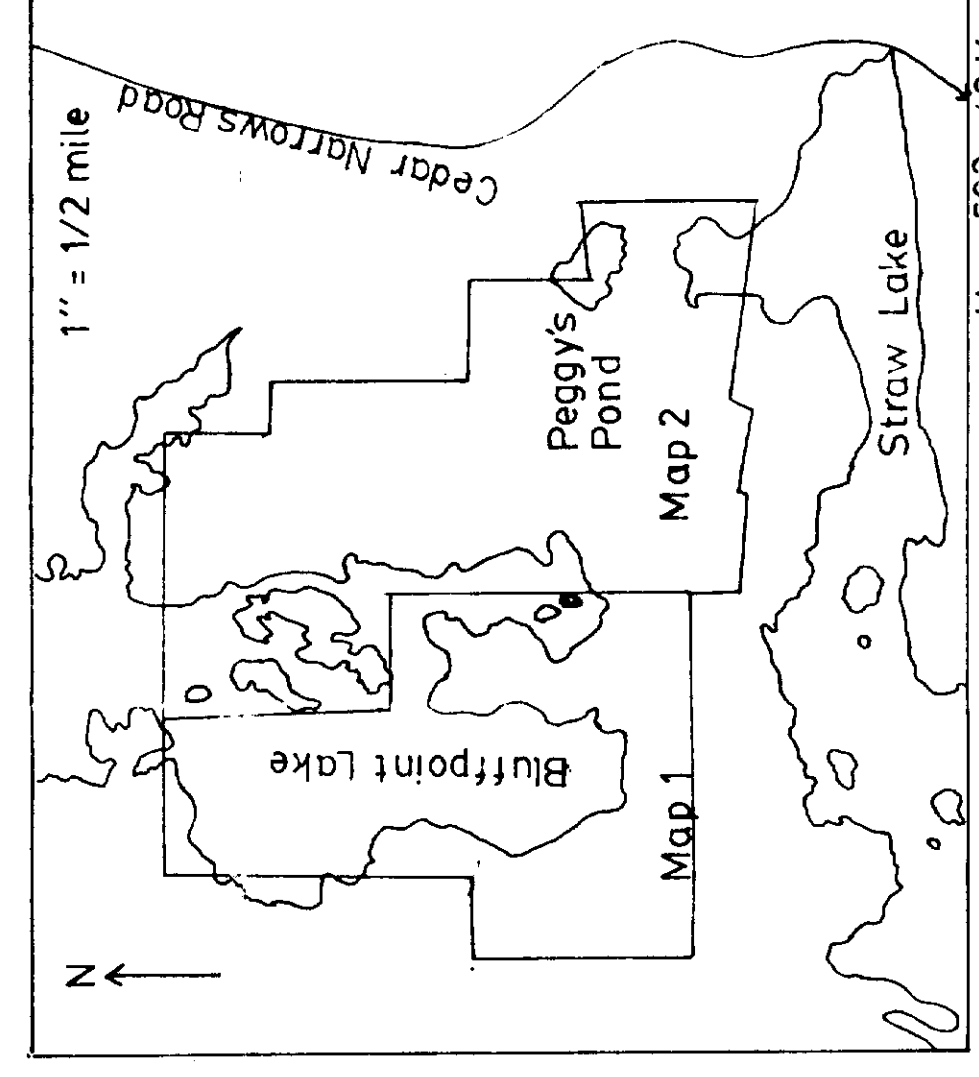 N
1" = 1/2 mile
Cedar Narrows Road
Bluffpoint Lake
Peggy's
Pond
Map 1
Map 2
Straw Lake